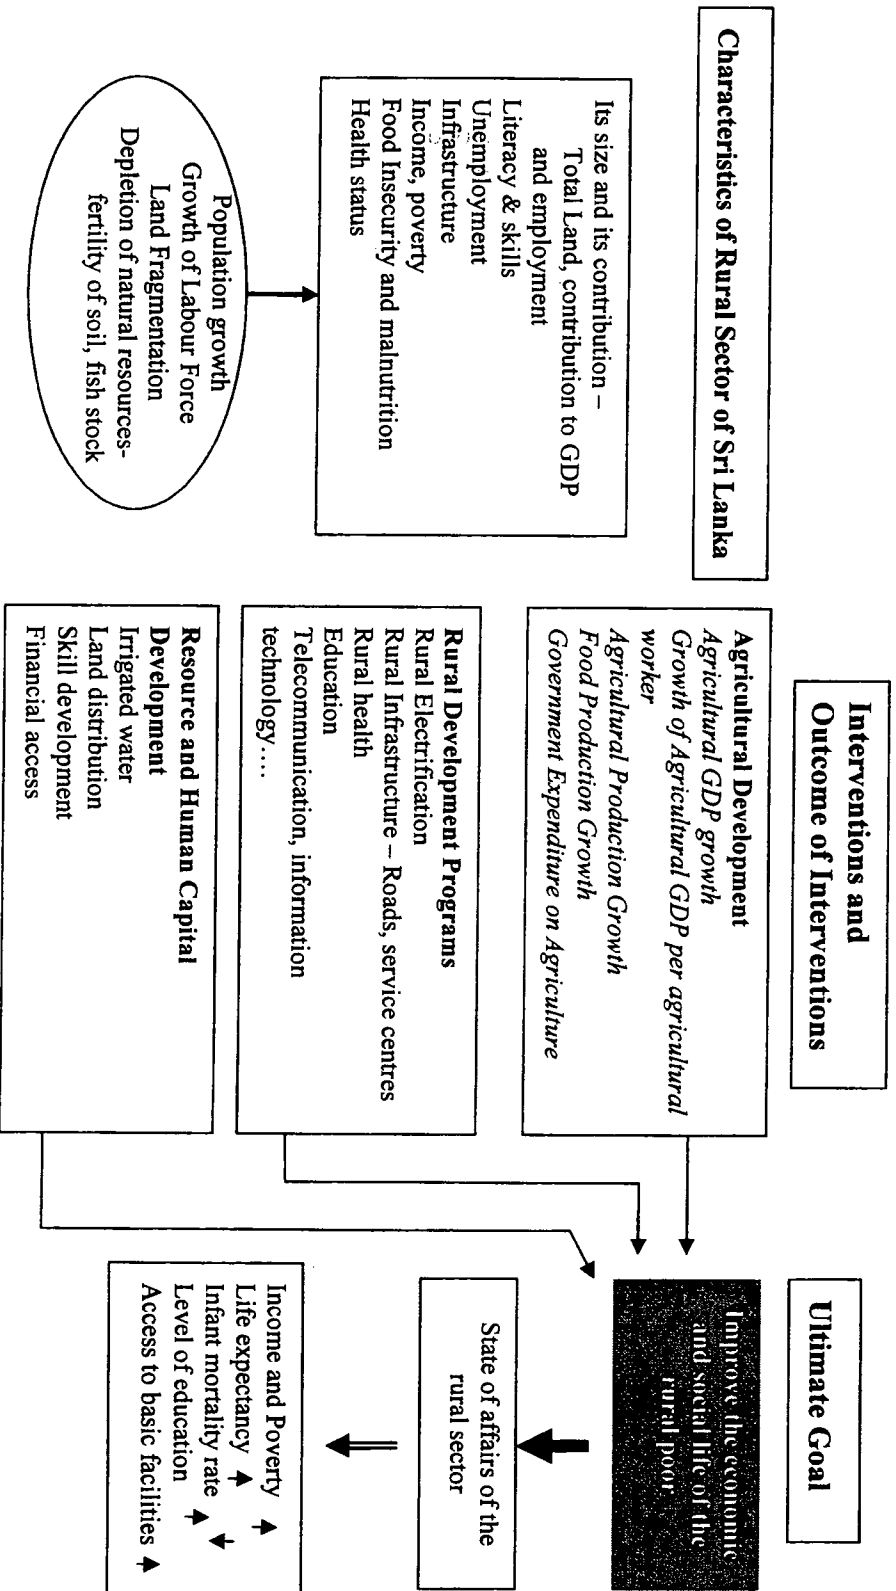 Characteristics of Rural Sector of Sri Lanka
Its size and its contribution –
Total Land, contribution to GDP
and employment
Literacy & skills
Unemployment
Infrastructure
Income, poverty
Food Insecurity and malnutrition
Health status
Population growth
Growth of Labour Force
Land Fragmentation
Depletion of natural resources-
fertility of soil, fish stock
Interventions and
Outcome of Interventions
Agricultural Development
Agricultural GDP growth
Growth of Agricultural GDP per agricultural
worker
Agricultural Production Growth
Food Production Growth
Government Expenditure on Agriculture
Rural Development Programs
Rural Electrification
Rural Infrastructure – Roads, service centres
Rural health
Education
Telecommunication, information
technology….
Resource and Human Capital
Development
Irrigated water
Land distribution
Skill development
Financial access
Ultimate Goal
Improve the economic
and social life of the
rural poor
State of affairs of the
rural sector
Income and Poverty
Life expectancy
Infant mortality rate
Level of education
Access to basic facilities